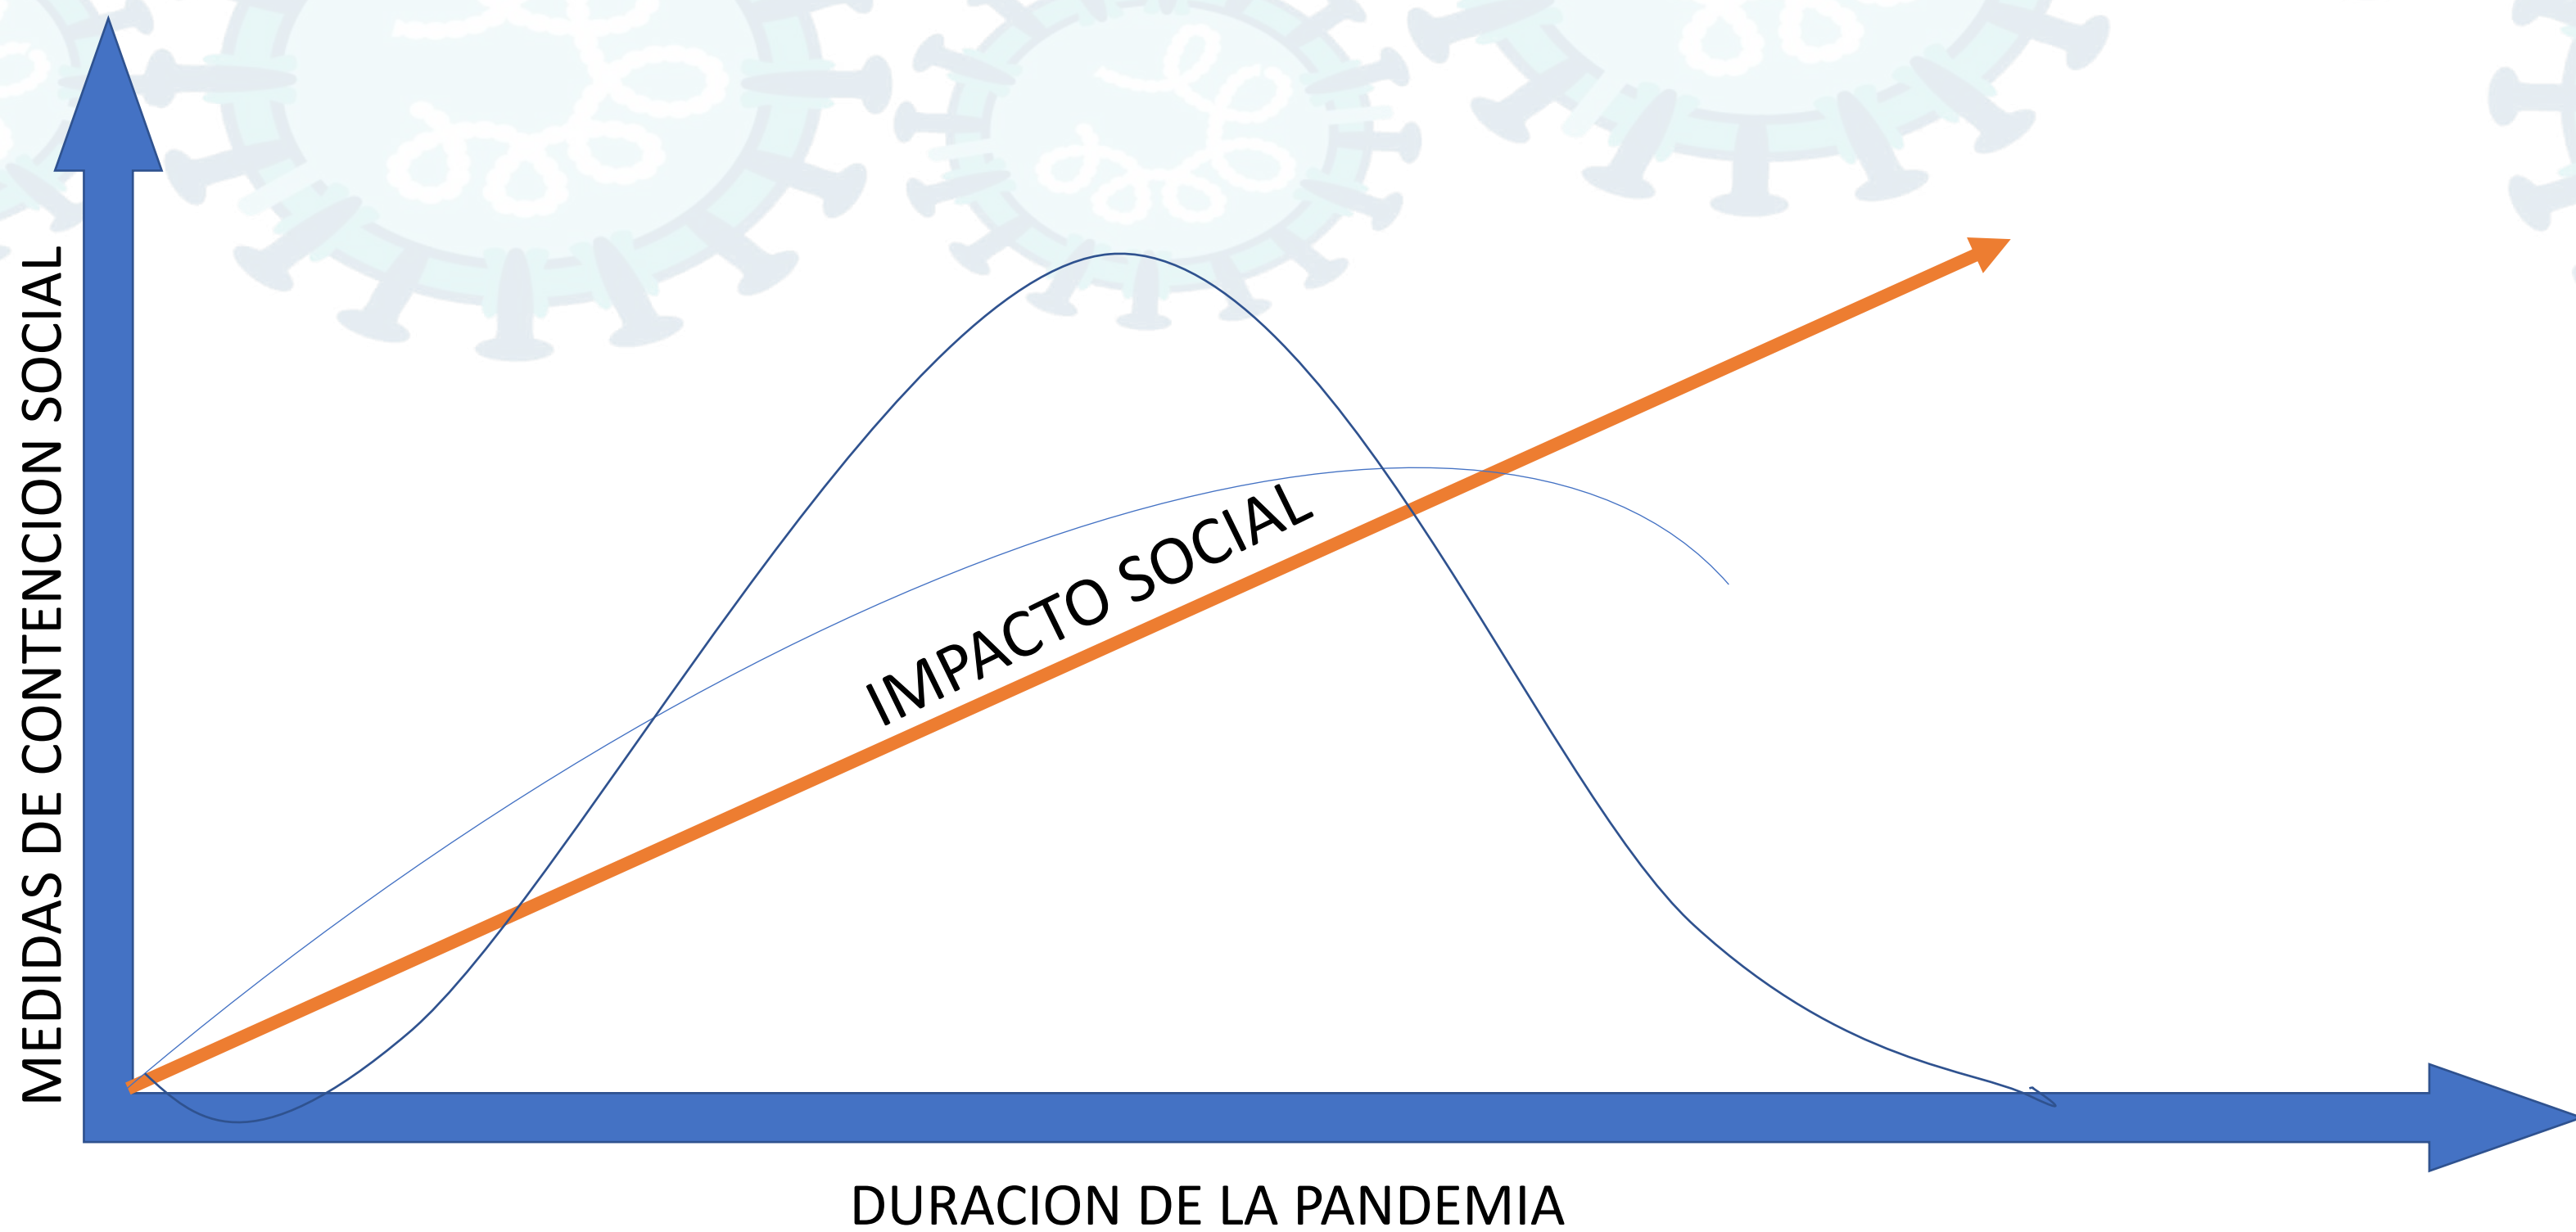 MEDIDAS DE CONTENCION SOCIAL
IMPACTO SOCIAL
DURACION DE LA PANDEMIA